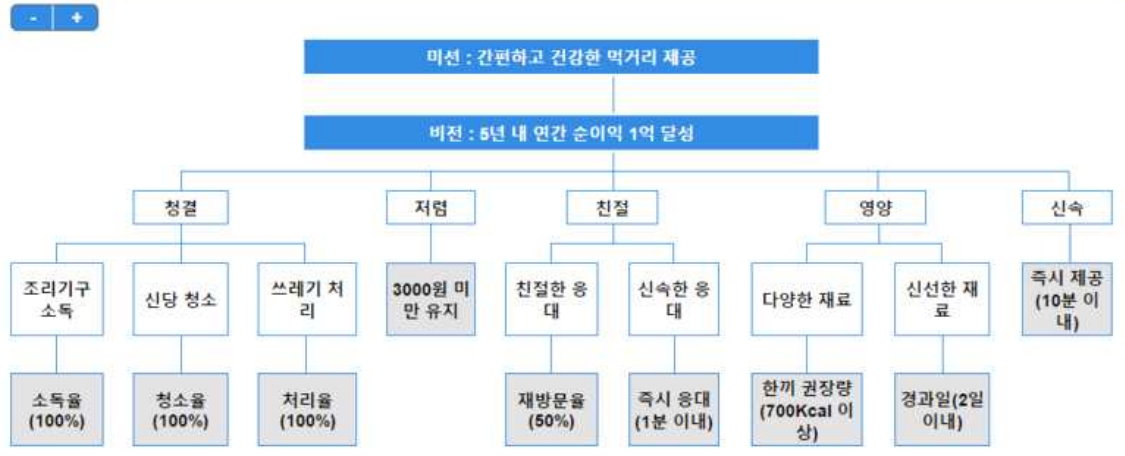 - +
미션 : 간편하고 건강한 먹거리 제공
비전 : 5년 내 연간 순이익 1억 달성
청결
저렴
친절
영양
신속
조리기구
소독
신당 청소
쓰레기 처
리
3000원 미
만 유지
친절한 응
대
신속한 응
대
다양한 재료
신선한 재
료
즉시 제공
(10분 이
내)
소독율
(100%)
청소율
(100%)
처리율
(100%)
재방문율
(50%)
즉시 응대
(1분 이내)
한끼 권장량
(700Kcal 이
상)
경과일(2일
이내)